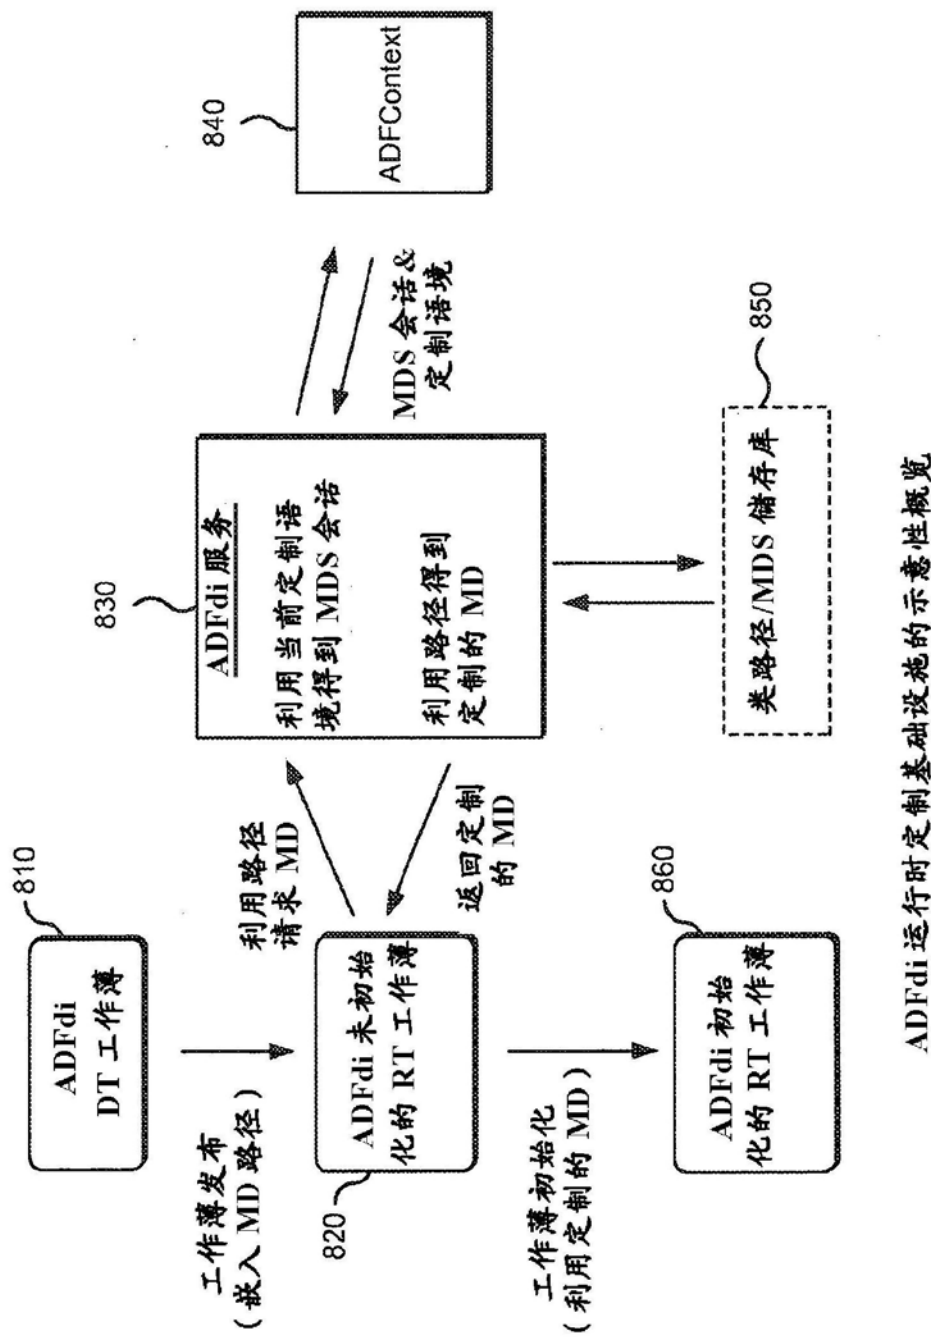 810
ADFdi
DT 工作薄
工作薄发布
（嵌入 MD 路径）
利用路径
请求 MD
820
ADFdi 未初始
化的 RT 工作薄
返回定制
的 MD
工作薄初始化
（利用定制的 MD）
860
ADFdi 初始
化的 RT 工作薄
830
ADFdi 服务
利用当前定制语
境得到 MDS 会话
利用路径得到
定制的 MD
840
ADFContext
MDS 会话&
定制语境
850
类路径/MDS 储存库
ADFdi 运行时定制基础设施的示意性概览